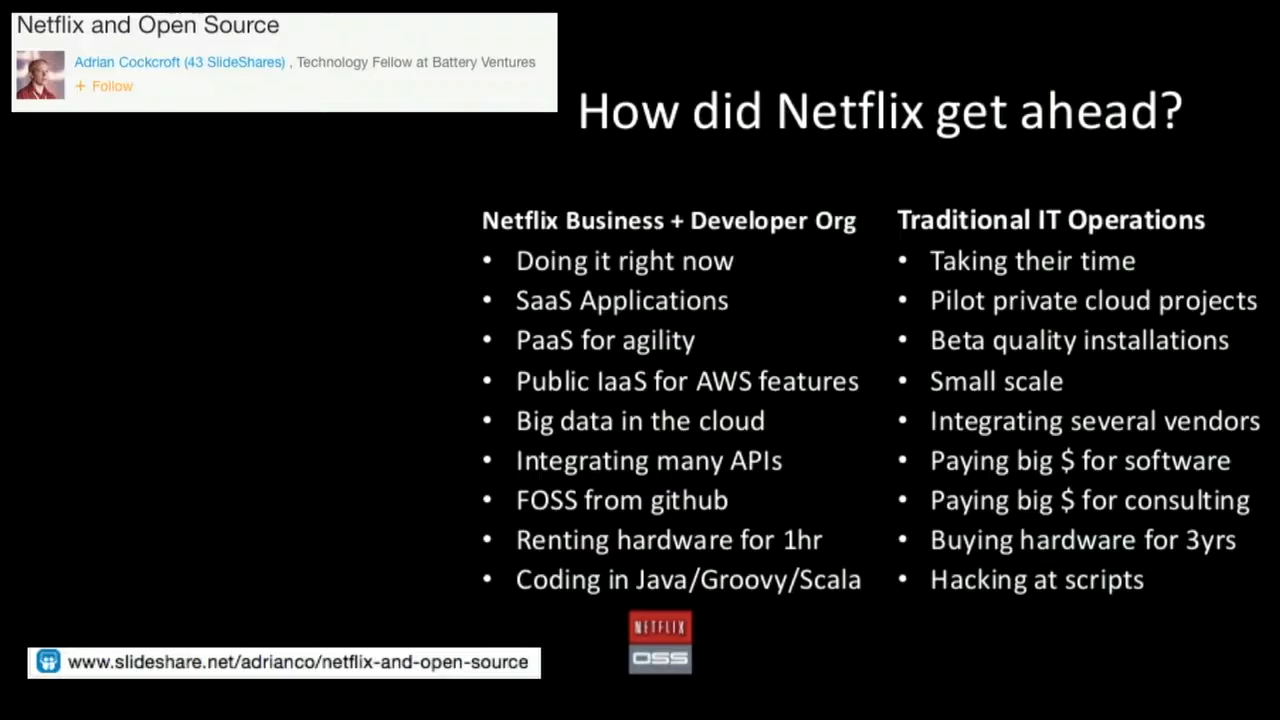 Netflix and Open Source
Adrian Cockcroft (43 SlideShares) , Technology Fellow at Battery Ventures
+ Follow
How did Netflix get ahead?
Netflix Business + Developer Org
• Doing it right now
• SaaS Applications
• PaaS for agility
• Public IaaS for AWS features
• Big data in the cloud
• Integrating many APIs
• FOSS from github
• Renting hardware for 1hr
• Coding in Java/Groovy/Scala
Traditional IT Operations
• Taking their time
• Pilot private cloud projects
• Beta quality installations
• Small scale
• Integrating several vendors
• Paying big $ for software
• Paying big $ for consulting
• Buying hardware for 3yrs
• Hacking at scripts
NETFLIX
OSS
www.slideshare.net/adrianco/netflix-and-open-source